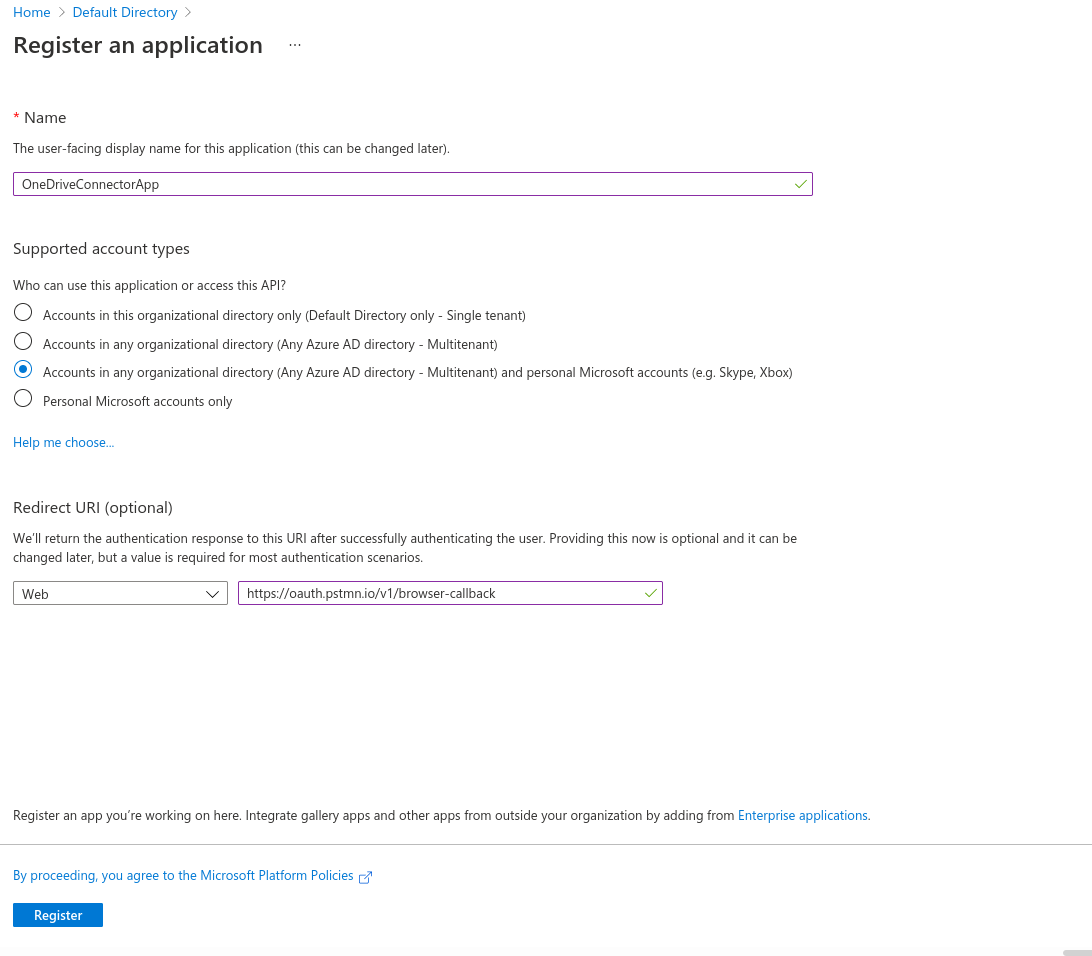 Home > Default Directory >
Register an application ...
* Name
The user-facing display name for this application (this can be changed later).
OneDriveConnectorApp
Supported account types
Who can use this application or access this API?
Accounts in this organizational directory only (Default Directory only - Single tenant)
Accounts in any organizational directory (Any Azure AD directory - Multitenant)
Accounts in any organizational directory (Any Azure AD directory - Multitenant) and personal Microsoft accounts (e.g. Skype, Xbox)
Personal Microsoft accounts only
Help me choose...
Redirect URI (optional)
We'll return the authentication response to this URI after successfully authenticating the user. Providing this now is optional and it can be
changed later, but a value is required for most authentication scenarios.
Web https://oauth.pstmn.io/v1/browser-callback
Register an app you're working on here. Integrate gallery apps and other apps from outside your organization by adding from Enterprise applications.
By proceeding, you agree to the Microsoft Platform Policies
Register